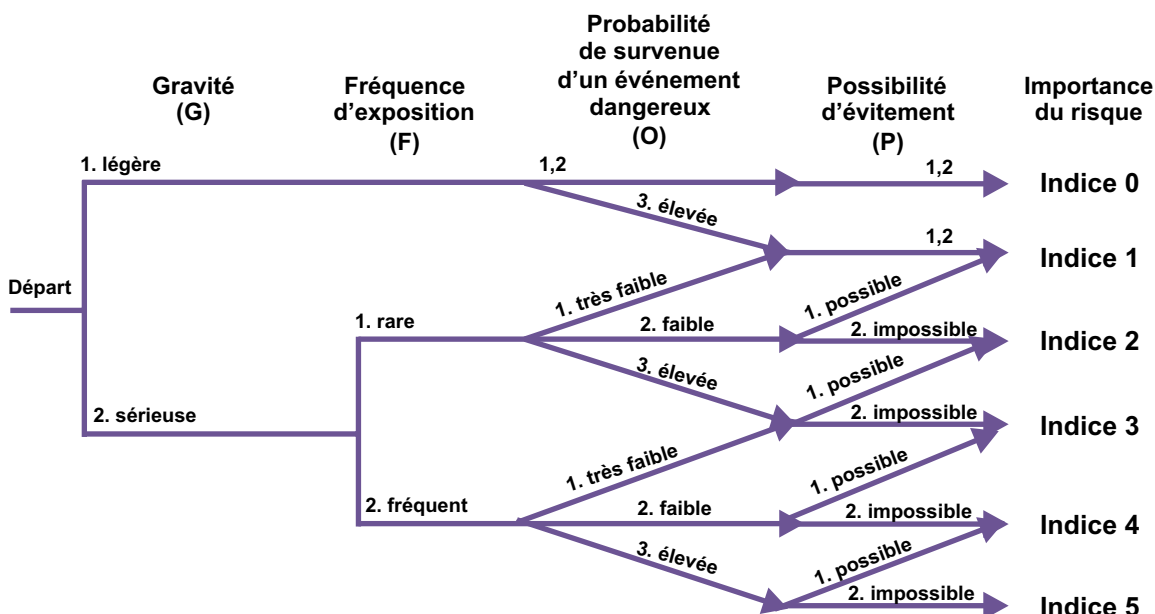 Probabilité
de survenue
d'un événement
dangereux
(O)
Gravité
(G)
Fréquence
d'exposition
(F)
Possibilité
d'évitement
(P)
Importance
du risque
1. légère
1,2
1,2
Indice 0
3. élevée
1,2
Indice 1
Départ
1. très faible
1. possible
1. rare
2. faible
2. impossible
Indice 2
3. élevée
1. possible
2. sérieuse
2. impossible
Indice 3
1. très faible
1. possible
2. fréquent
2. faible
2. impossible
Indice 4
3. élevée
1. possible
2. impossible
Indice 5